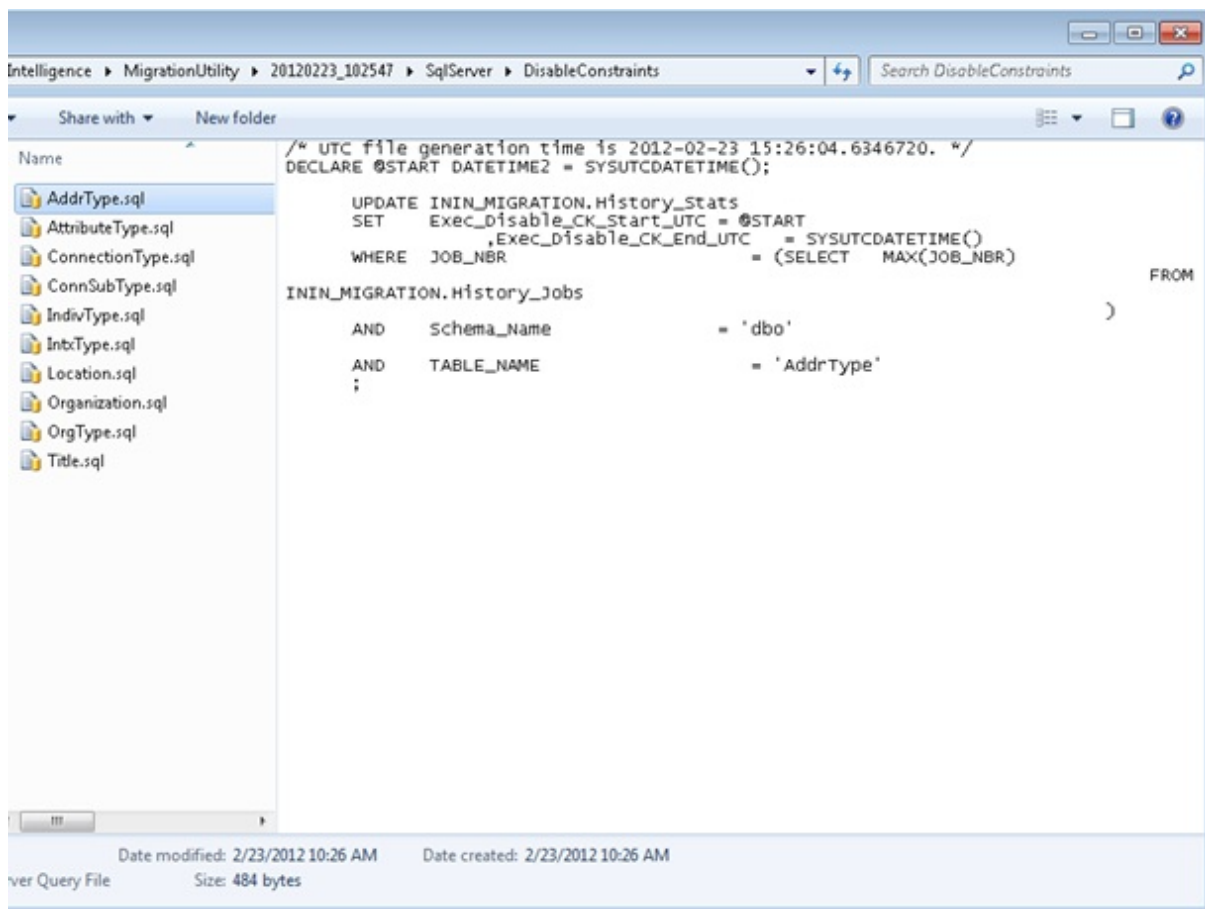 Intelligence ▸ MigrationUtility ▸ 20120223_102547 ▸ SqlServer ▸ DisableConstraints
Search DisableConstraints
Share with
New folder
Name
AddrType.sql
AttributeType.sql
ConnectionType.sql
ConnSubType.sql
IndivType.sql
IntxType.sql
Location.sql
Organization.sql
OrgType.sql
Title.sql
/* UTC file generation time is 2012-02-23 15:26:04.6346720. */
DECLARE @START DATETIME2 = SYSUTCDATETIME();
UPDATE ININ_MIGRATION.History_Stats
SET Exec_Disable_CK_Start_UTC = @START
,Exec_Disable_CK_End_UTC = SYSUTCDATETIME()
WHERE JOB_NBR = (SELECT MAX(JOB_NBR)
FROM
ININ_MIGRATION.History_Jobs
)
AND Schema_Name = 'dbo'
AND TABLE_NAME = 'AddrType'
;
Date modified: 2/23/2012 10:26 AM Date created: 2/23/2012 10:26 AM
ver Query File Size: 484 bytes